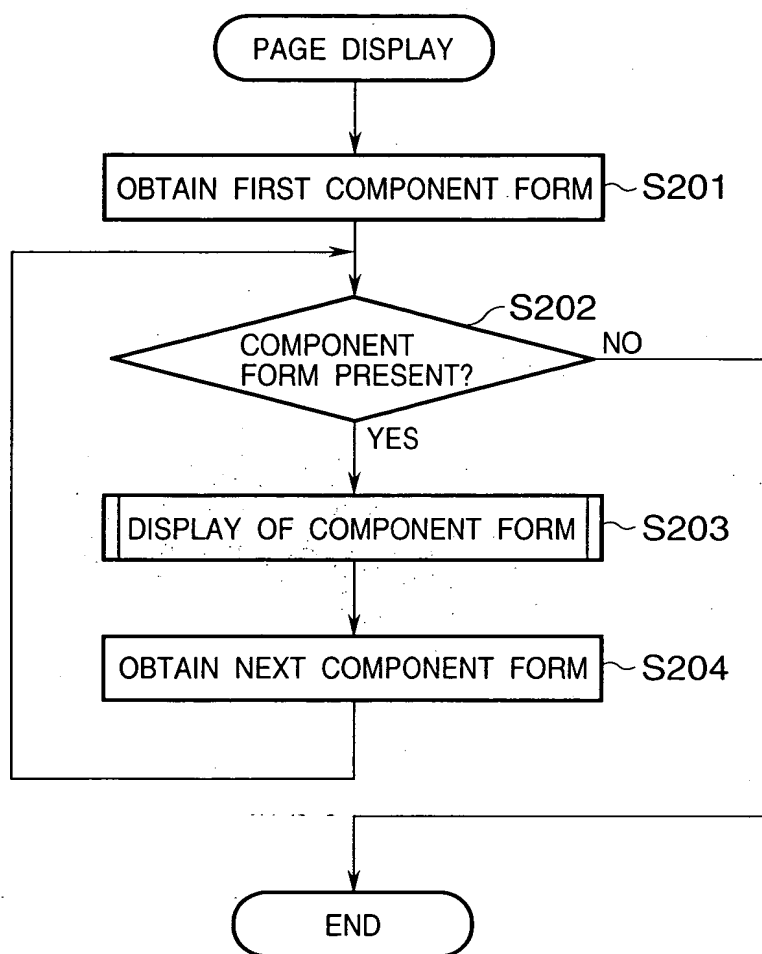 PAGE DISPLAY
OBTAIN FIRST COMPONENT FORM
S201
S202
COMPONENT
FORM PRESENT?
NO
YES
DISPLAY OF COMPONENT FORM
S203
OBTAIN NEXT COMPONENT FORM
S204
END